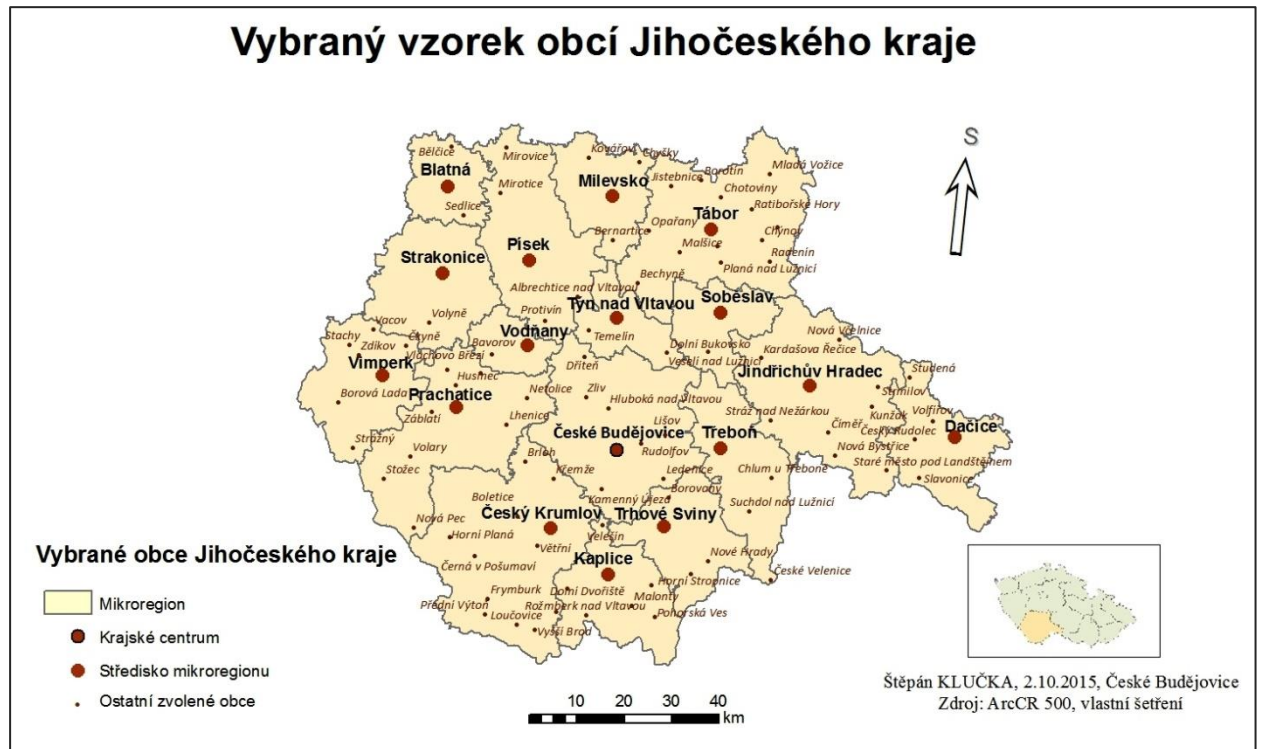 Vybraný vzorek obcí Jihočeského kraje
S
Bělčice
Mirovice
Kovářov
Chyšky
Blatná
Mirotice
Milevsko
Jistebnice
Borotín
Mladá Vožice
Chotoviny
Sedlice
Ratibořské Hory
Tábor
Opařany
Bernartice
Malšice
Chýnov
Radenín
Strakonice
Písek
Planá nad Lužnicí
Bechyně
Albrechtice nad Vltavou
Týn nad Vltavou
Soběslav
Protivín
Volyně
Vacov
Temelín
Nová Včelnice
Stachy
Zdíkov
Čkyně
Vodňany
Bavorov
Dolní Bukovsko
Kardašova Řečice
Vlachovo Březí
Veselí nad Lužnicí
Vimperk
Dříteň
Jindřichův Hradec
Studená
Husinec
Strmilov
Prachatice
Netolice
Zliv
Hluboká nad Vltavou
Borová Lada
Záblatí
Lhenice
Stráž nad Nežárkou
Kunžak
Volfířov
Lišov
Dačice
České Budějovice
Třeboň
Číměř
Český Rudolec
Strážný
Rudolfov
Nová Bystřice
Volary
Brloh
Staré město pod Landštejnem
Stožec
Křemže
Ledenice
Chlum u Třeboně
Slavonice
Boletice
Kamenný Újezd
Borovany
Suchdol nad Lužnicí
Český Krumlov
Trhové Sviny
Nová Pec
Horní Planá
Velešín
Větřní
Kaplice
Nové Hrady
Černá v Pošumaví
České Velenice
Horní Stropnice
Frymburk
Dolní Dvořiště
Malonty
Přední Výtoň
Rožmberk nad Vltavou
Loučovice
Pohorská Ves
Vyšší Brod
Vybrané obce Jihočeského kraje
Mikroregion
Krajské centrum
Středisko mikroregionu
Ostatní zvolené obce
10 20 30 40
km
Štěpán KLUČKA, 2.10.2015, České Budějovice
Zdroj: ArcCR 500, vlastní šetření